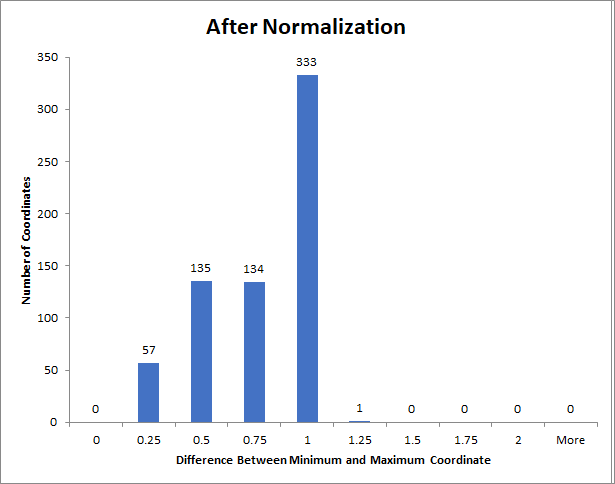 After Normalization
Number of Coordinates
350
300
250
200
150
100
50
0
0 57 135 134 333 1 0 0 0 0
0 0.25 0.5 0.75 1 1.25 1.5 1.75 2 More
Difference Between Minimum and Maximum Coordinate